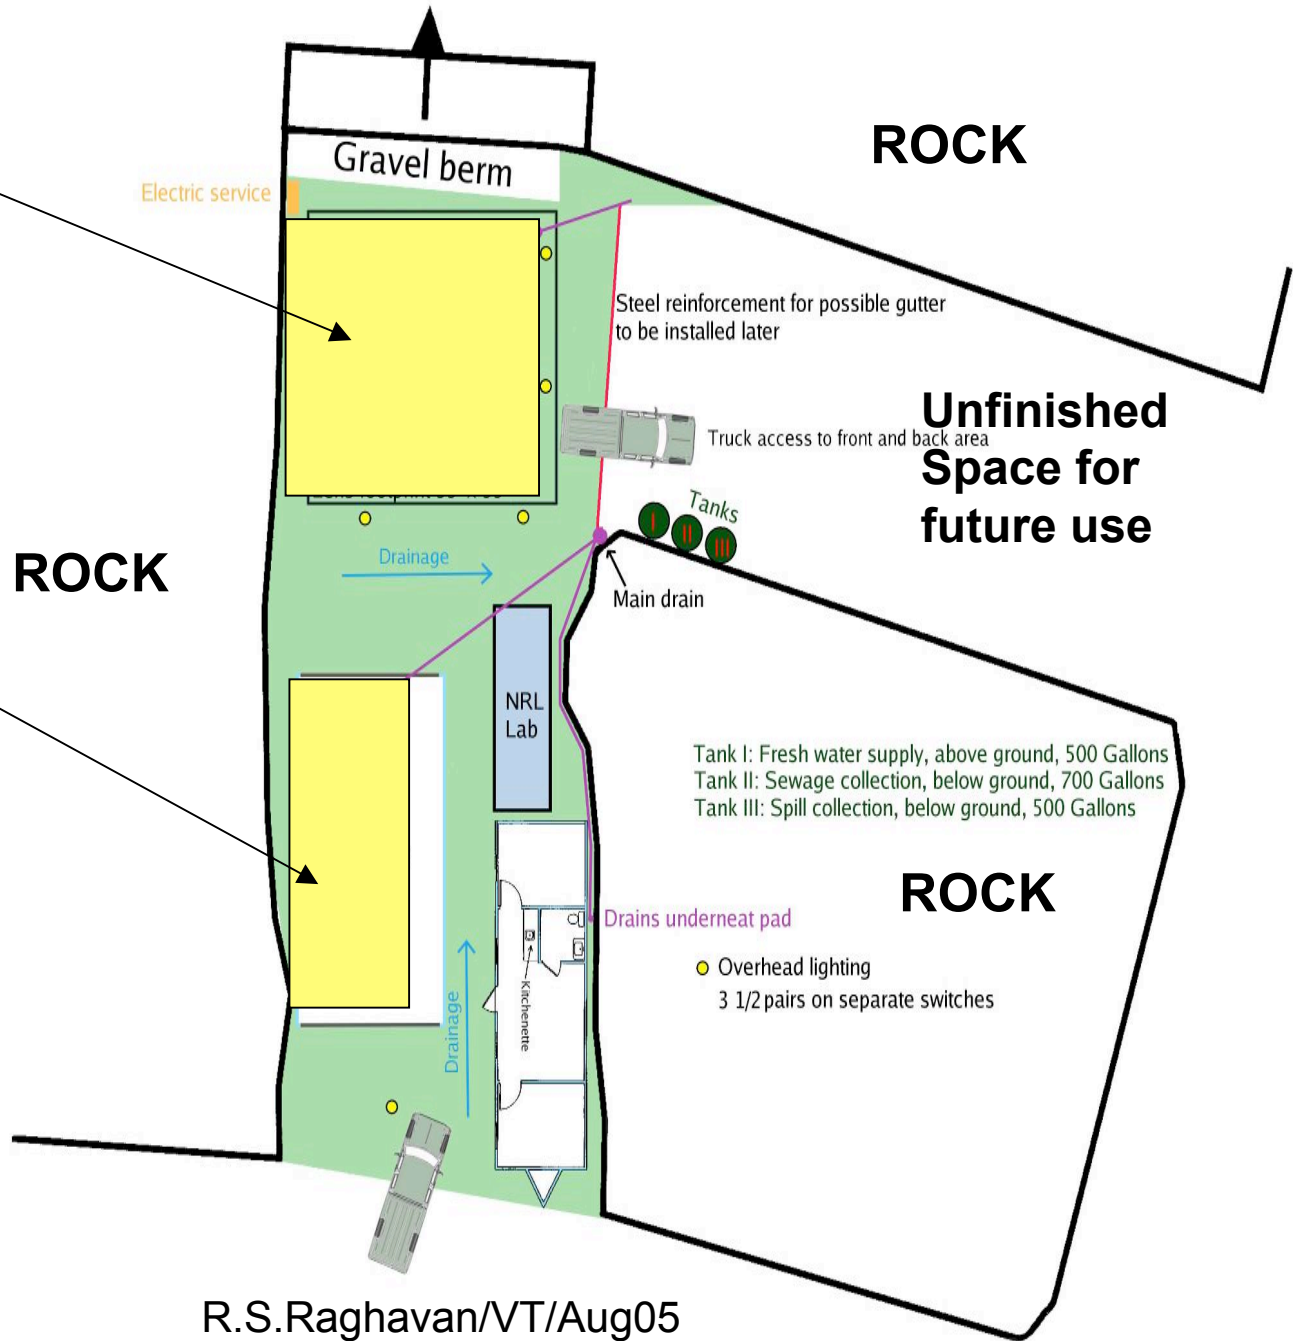 ROCK
Gravel berm
Electric service
Steel reinforcement for possible gutter
to be installed later
Unfinished
Space for
future use
Truck access to front and back area
Tanks
I
II
III
ROCK
Drainage
Main drain
NRL
Lab
Tank I: Fresh water supply, above ground, 500 Gallons
Tank II: Sewage collection, below ground, 700 Gallons
Tank III: Spill collection, below ground, 500 Gallons
ROCK
Drains underneat pad
Kitchenette
Overhead lighting
3 1/2 pairs on separate switches
Drainage
R.S.Raghavan/VT/Aug05